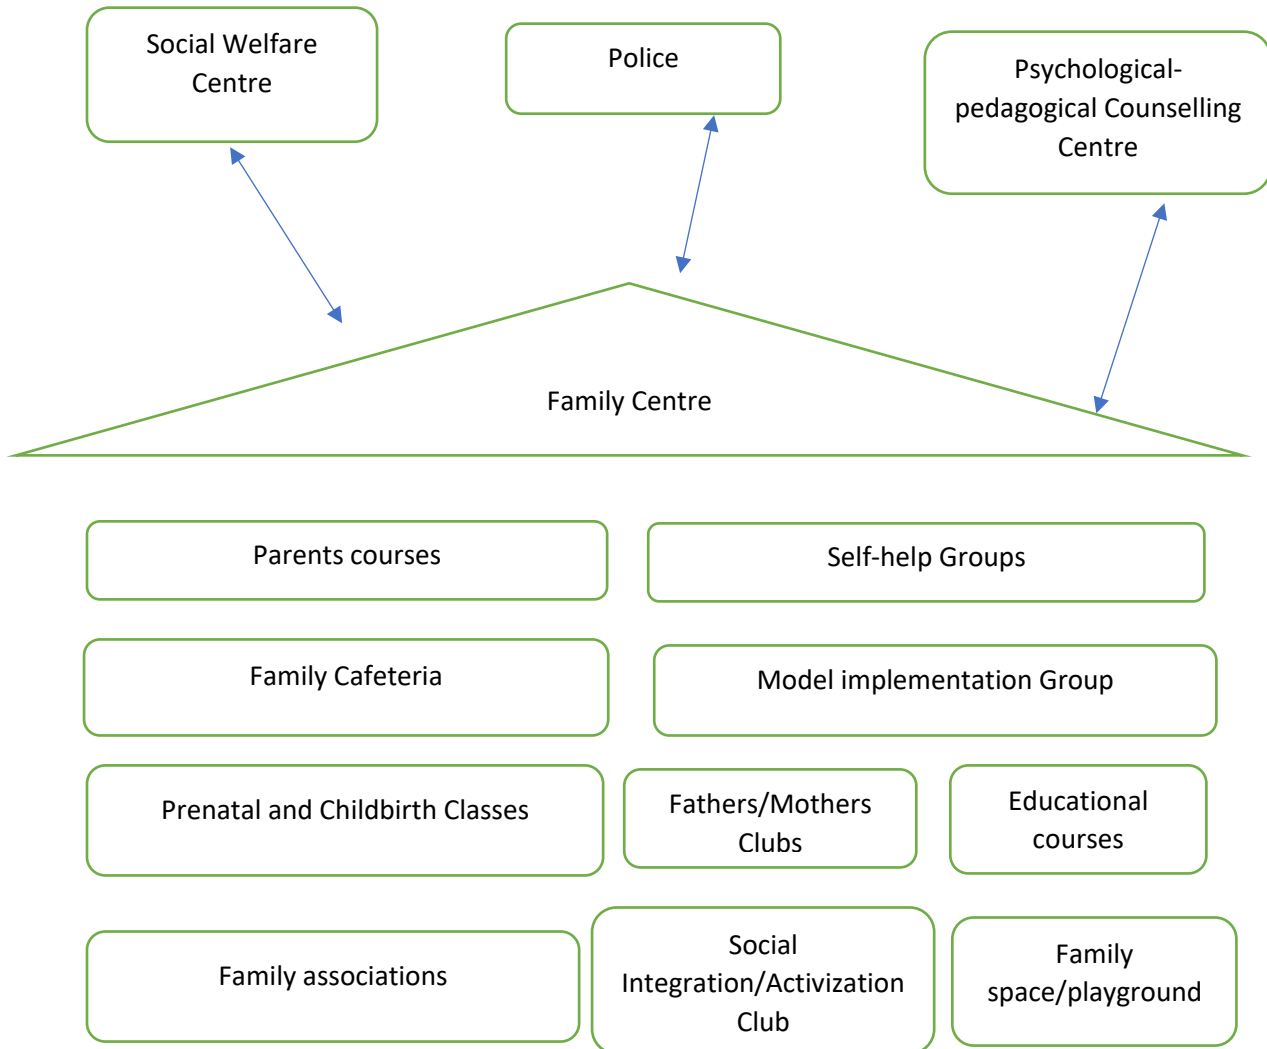 Social Welfare
Centre
Police
Psychological-
pedagogical Counselling
Centre
Family Centre
Parents courses
Self-help Groups
Family Cafeteria
Model implementation Group
Prenatal and Childbirth Classes
Fathers/Mothers
Clubs
Educational
courses
Family associations
Social
Integration/Activization
Club
Family
space/playground